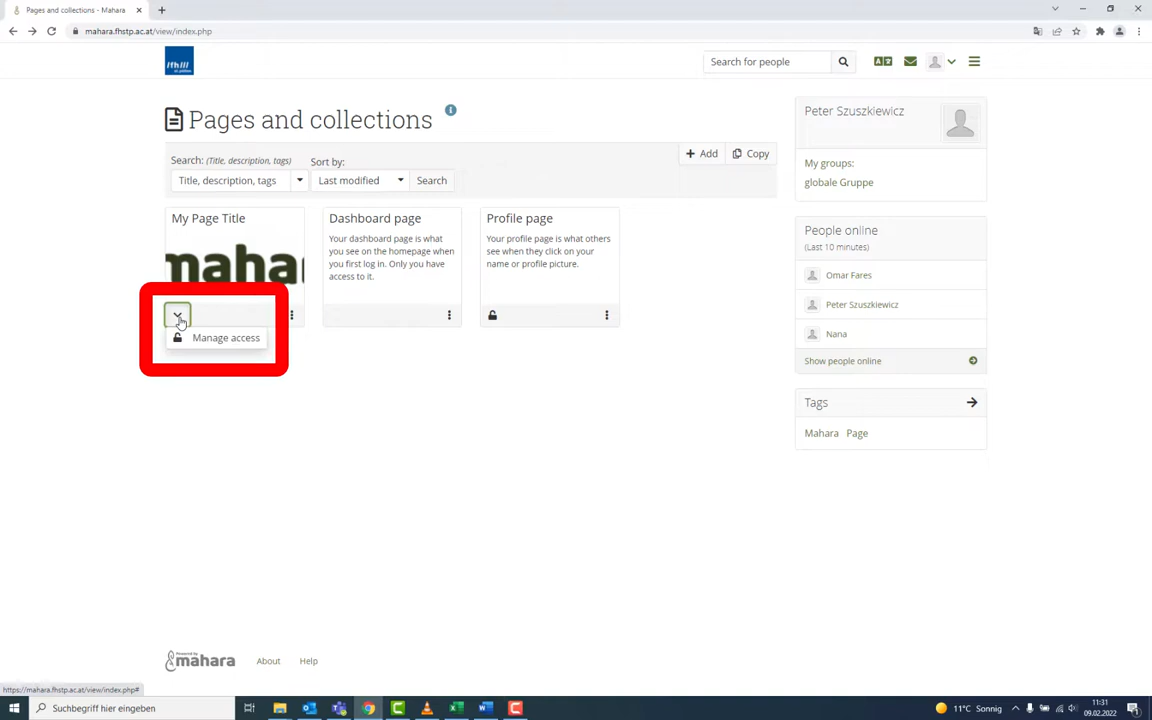 Pages and collections - Mahara
mahara.fhstp.ac.at/view/index.php
/fh///
st. pölten
Search for people
Pages and collections
Search: (Title, description, tags)
Sort by:
Title, description, tags
Last modified
Search
Add
Copy
My Page Title
mahara
Manage access
Dashboard page
Your dashboard page is what
you see on the homepage when
you first log in. Only you have
access to it.
Profile page
Your profile page is what others
see when they click on your
name or profile picture.
Peter Szuszkiewicz
My groups:
globale Gruppe
People online
(Last 10 minutes)
Omar Fares
Peter Szuszkiewicz
Nana
Show people online
Tags
Mahara Page
Powered by
mahara
About
Help
https://mahara.fhstp.ac.at/view/index.php#
Suchbegriff hier eingeben
11°C Sonnig
11:31
09.02.2022